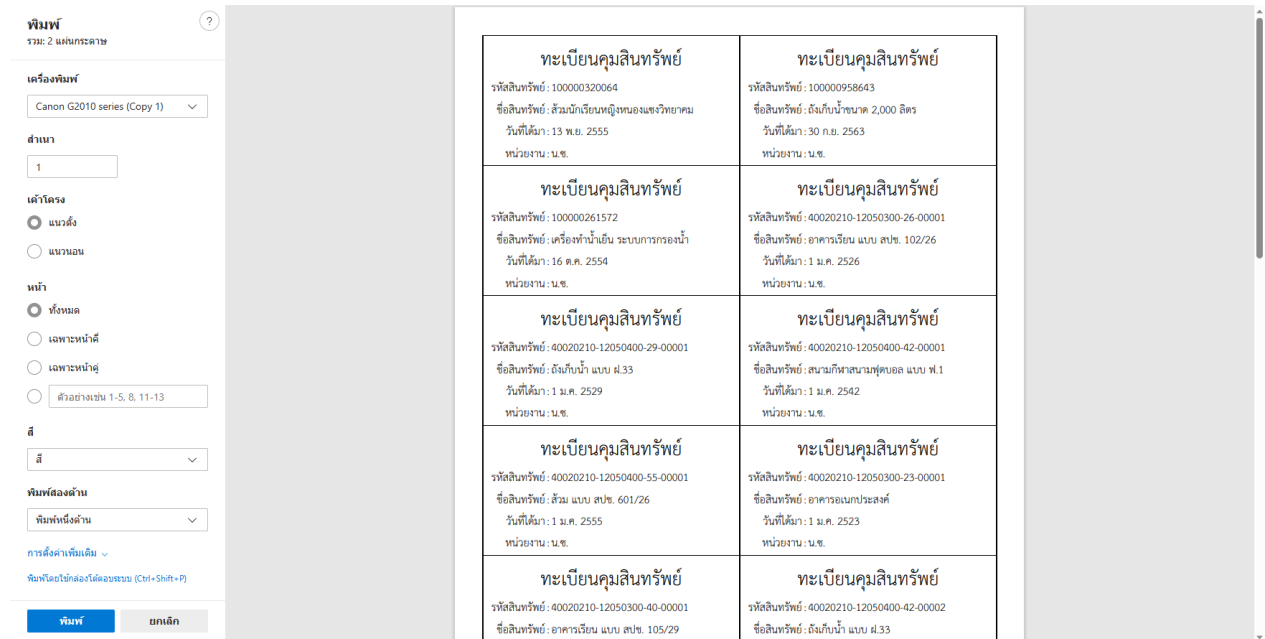 พิมพ์
?
รวม: 2 แผ่นกระดาษ
เครื่องพิมพ์
Canon G2010 series (Copy 1)
สำเนา
1
เค้าโครง
แนวตั้ง
แนวนอน
หน้า
ทั้งหมด
เฉพาะหน้าคี่
เฉพาะหน้าคู่
ตัวอย่างเช่น 1-5, 8, 11-13
สี
สี
พิมพ์สองด้าน
พิมพ์หนึ่งด้าน
การตั้งค่าเพิ่มเติม
พิมพ์โดยใช้กล่องโต้ตอบระบบ (Ctrl+Shift+P)
พิมพ์
ยกเลิก
ทะเบียนคุมสินทรัพย์
รหัสสินทรัพย์ : 100000320064
ชื่อสินทรัพย์ : ส้วมนักเรียนหญิงหนองแซงวิทยาคม
วันที่ได้มา : 13 พ.ย. 2555
หน่วยงาน : น.ซ.
ทะเบียนคุมสินทรัพย์
รหัสสินทรัพย์ : 100000958643
ชื่อสินทรัพย์ : ถังเก็บน้ำขนาด 2,000 ลิตร
วันที่ได้มา : 30 ก.ย. 2563
หน่วยงาน : น.ซ.
ทะเบียนคุมสินทรัพย์
รหัสสินทรัพย์ : 100000261572
ชื่อสินทรัพย์ : เครื่องทำน้ำเย็น ระบบการกรองน้ำ
วันที่ได้มา : 16 ต.ค. 2554
หน่วยงาน : น.ซ.
ทะเบียนคุมสินทรัพย์
รหัสสินทรัพย์ : 40020210-12050300-26-00001
ชื่อสินทรัพย์ : อาคารเรียน แบบ สปช. 102/26
วันที่ได้มา : 1 ม.ค. 2526
หน่วยงาน : น.ซ.
ทะเบียนคุมสินทรัพย์
รหัสสินทรัพย์ : 40020210-12050400-29-00001
ชื่อสินทรัพย์ : ถังเก็บน้ำ แบบ ฝ.33
วันที่ได้มา : 1 ม.ค. 2529
หน่วยงาน : น.ซ.
ทะเบียนคุมสินทรัพย์
รหัสสินทรัพย์ : 40020210-12050400-42-00001
ชื่อสินทรัพย์ : สนามกีฬาสนามฟุตบอล แบบ ฟ.1
วันที่ได้มา : 1 ม.ค. 2542
หน่วยงาน : น.ซ.
ทะเบียนคุมสินทรัพย์
รหัสสินทรัพย์ : 40020210-12050400-55-00001
ชื่อสินทรัพย์ : ส้วม แบบ สปช. 601/26
วันที่ได้มา : 1 ม.ค. 2555
หน่วยงาน : น.ซ.
ทะเบียนคุมสินทรัพย์
รหัสสินทรัพย์ : 40020210-12050300-23-00001
ชื่อสินทรัพย์ : อาคารอเนกประสงค์
วันที่ได้มา : 1 ม.ค. 2523
หน่วยงาน : น.ซ.
ทะเบียนคุมสินทรัพย์
รหัสสินทรัพย์ : 40020210-12050300-40-00001
ชื่อสินทรัพย์ : อาคารเรียน แบบ สปช. 105/29
ทะเบียนคุมสินทรัพย์
รหัสสินทรัพย์ : 40020210-12050400-42-00002
ชื่อสินทรัพย์ : ถังเก็บน้ำ แบบ ฝ.33